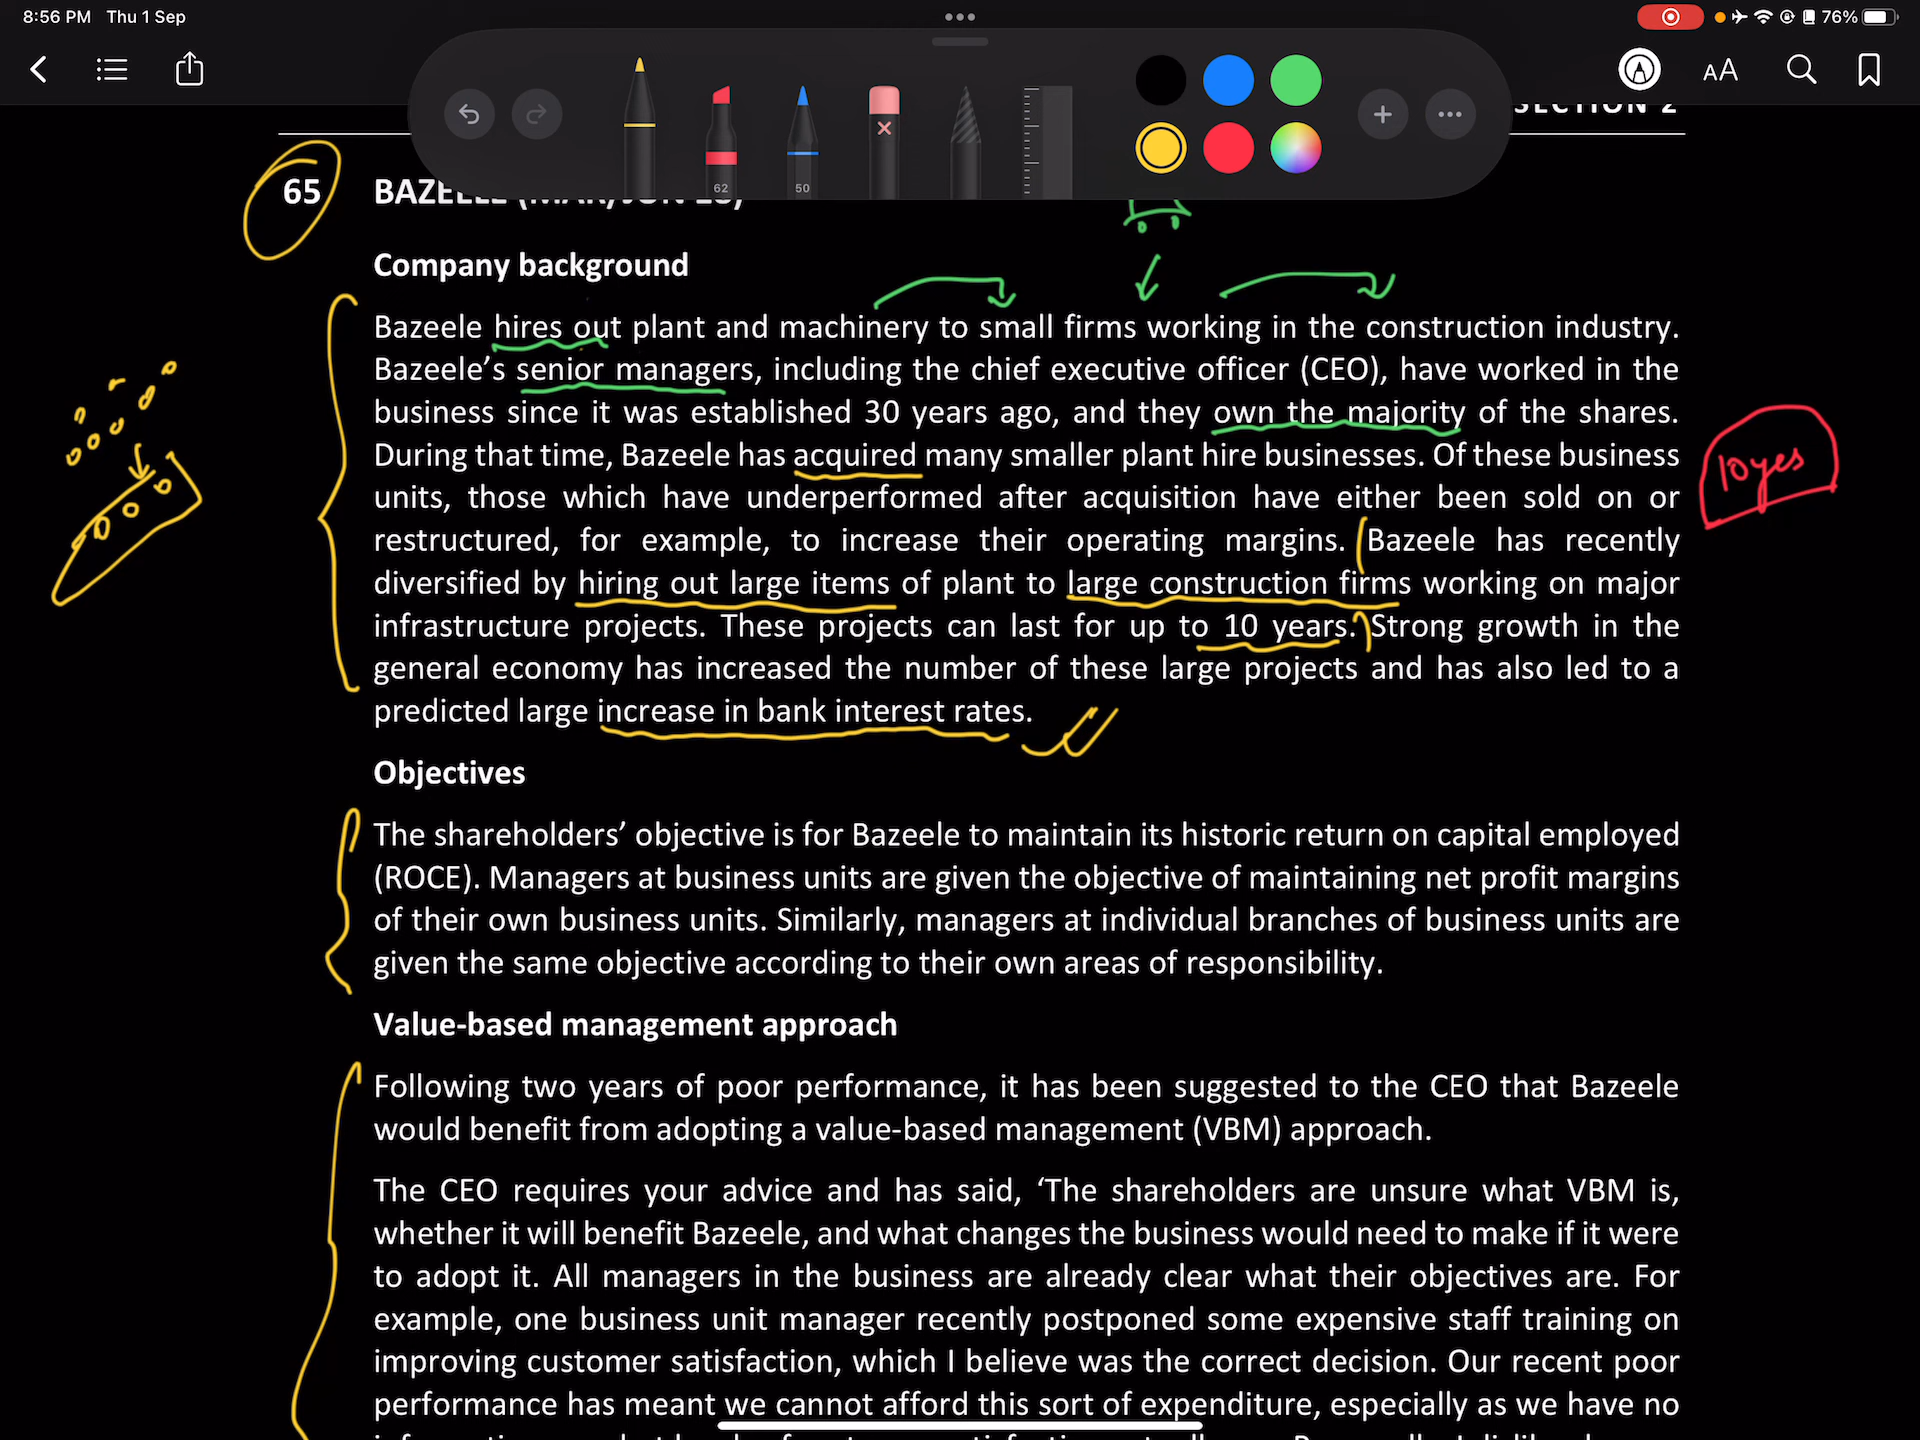 8:56 PM Thu 1 Sep
76%
AA
62
50
SECTION 2
65 BAZEELE (MAR/JUN 18)
Company background
Bazeele hires out plant and machinery to small firms working in the construction industry.
Bazeele's senior managers, including the chief executive officer (CEO), have worked in the
business since it was established 30 years ago, and they own the majority of the shares.
During that time, Bazeele has acquired many smaller plant hire businesses. Of these business
10yes
units, those which have underperformed after acquisition have either been sold on or
restructured, for example, to increase their operating margins. Bazeele has recently
diversified by hiring out large items of plant to large construction firms working on major
infrastructure projects. These projects can last for up to 10 years. Strong growth in the
general economy has increased the number of these large projects and has also led to a
predicted large increase in bank interest rates.
Objectives
The shareholders' objective is for Bazeele to maintain its historic return on capital employed
(ROCE). Managers at business units are given the objective of maintaining net profit margins
of their own business units. Similarly, managers at individual branches of business units are
given the same objective according to their own areas of responsibility.
Value-based management approach
Following two years of poor performance, it has been suggested to the CEO that Bazeele
would benefit from adopting a value-based management (VBM) approach.
The CEO requires your advice and has said, 'The shareholders are unsure what VBM is,
whether it will benefit Bazeele, and what changes the business would need to make if it were
to adopt it. All managers in the business are already clear what their objectives are. For
example, one business unit manager recently postponed some expensive staff training on
improving customer satisfaction, which I believe was the correct decision. Our recent poor
performance has meant we cannot afford this sort of expenditure, especially as we have no